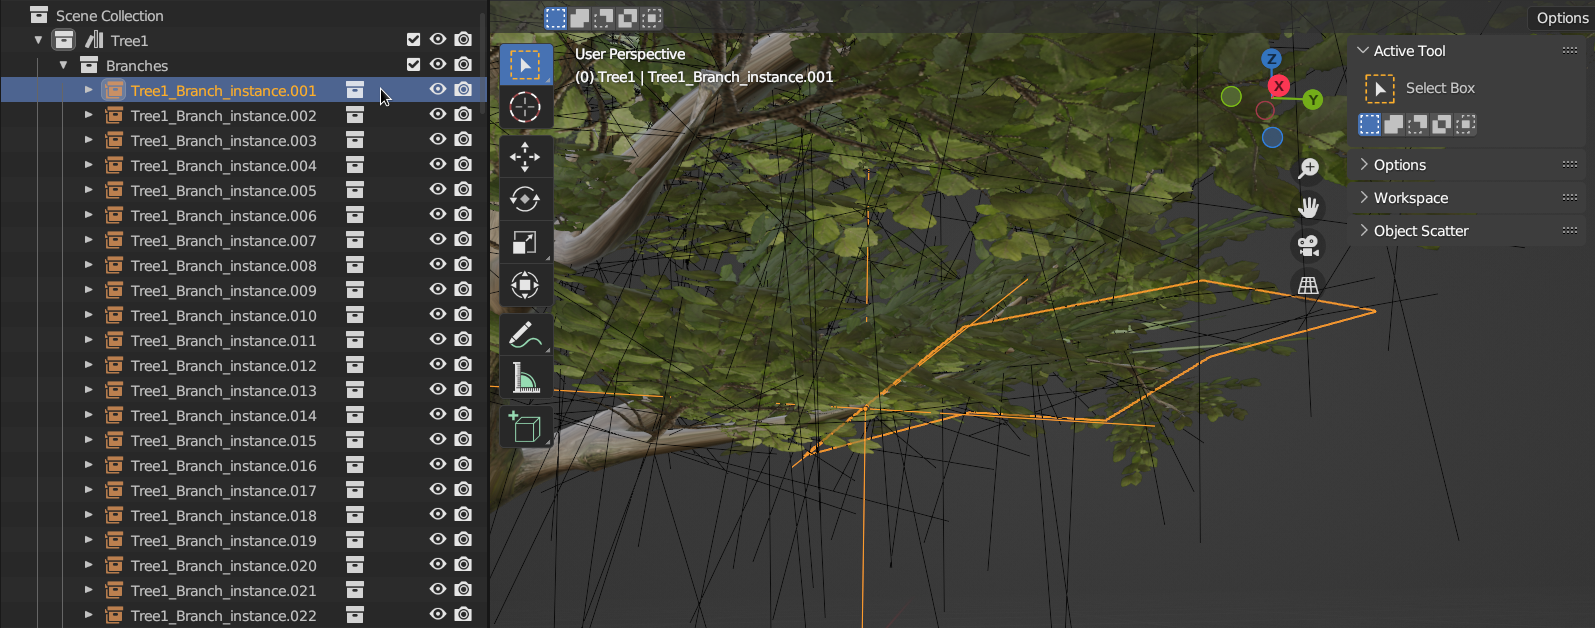 Scene Collection
Tree1
Branches
Tree1_Branch_instance.001
Tree1_Branch_instance.002
Tree1_Branch_instance.003
Tree1_Branch_instance.004
Tree1_Branch_instance.005
Tree1_Branch_instance.006
Tree1_Branch_instance.007
Tree1_Branch_instance.008
Tree1_Branch_instance.009
Tree1_Branch_instance.010
Tree1_Branch_instance.011
Tree1_Branch_instance.012
Tree1_Branch_instance.013
Tree1_Branch_instance.014
Tree1_Branch_instance.015
Tree1_Branch_instance.016
Tree1_Branch_instance.017
Tree1_Branch_instance.018
Tree1_Branch_instance.019
Tree1_Branch_instance.020
Tree1_Branch_instance.021
Tree1_Branch_instance.022
User Perspective
(0) Tree1 | Tree1_Branch_instance.001
Z
X
Y
Options
Active Tool
Select Box
Options
Workspace
Object Scatter